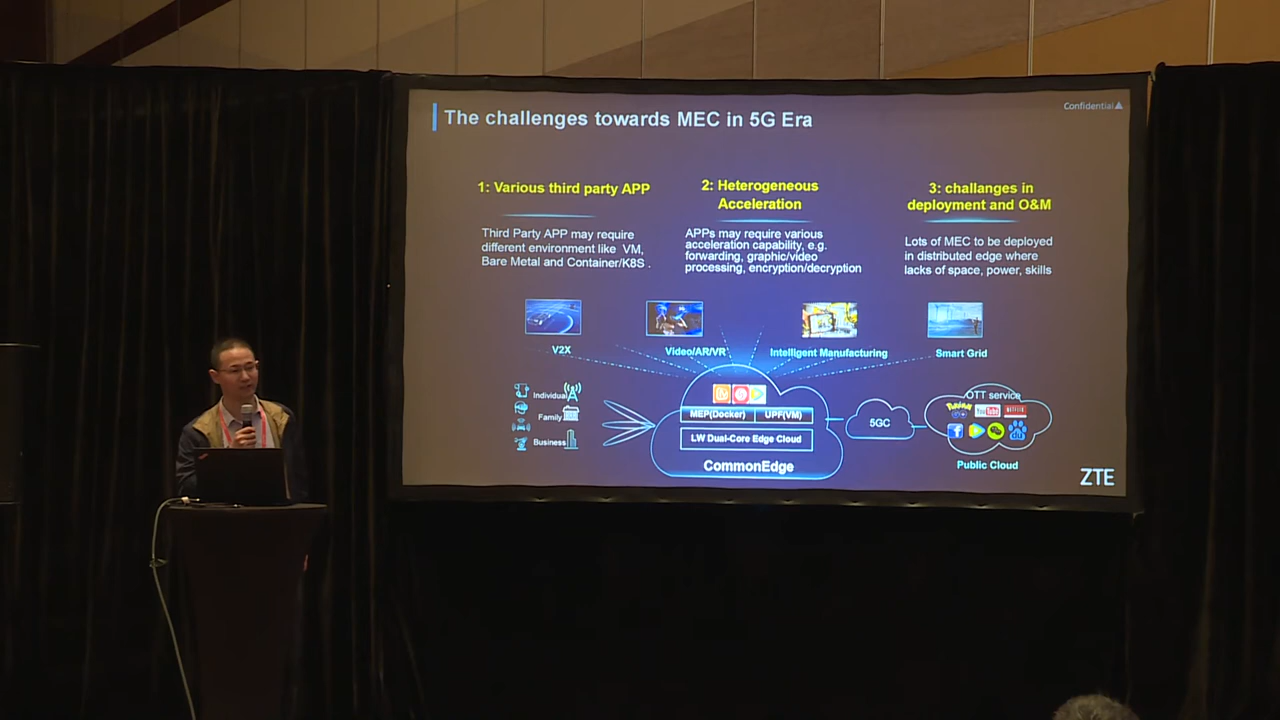 The challenges towards MEC in 5G Era
Confidential
1: Various third party APP
Third Party APP may require
different environment like VM,
Bare Metal and Container/K8S .
2: Heterogeneous
Acceleration
APPs may require various
acceleration capability, e.g.
forwarding, graphic/video
processing, encryption/decryption
3: challanges in
deployment and O&M
Lots of MEC to be deployed
in distributed edge where
lacks of space, power, skills
V2X
Video/AR/VR
Intelligent Manufacturing
Smart Grid
Individual
Family
Business
MEP(Docker)
UPF(VM)
LW Dual-Core Edge Cloud
CommonEdge
5GC
OTT service
YouTube
NETFLIX
Public Cloud
ZTE